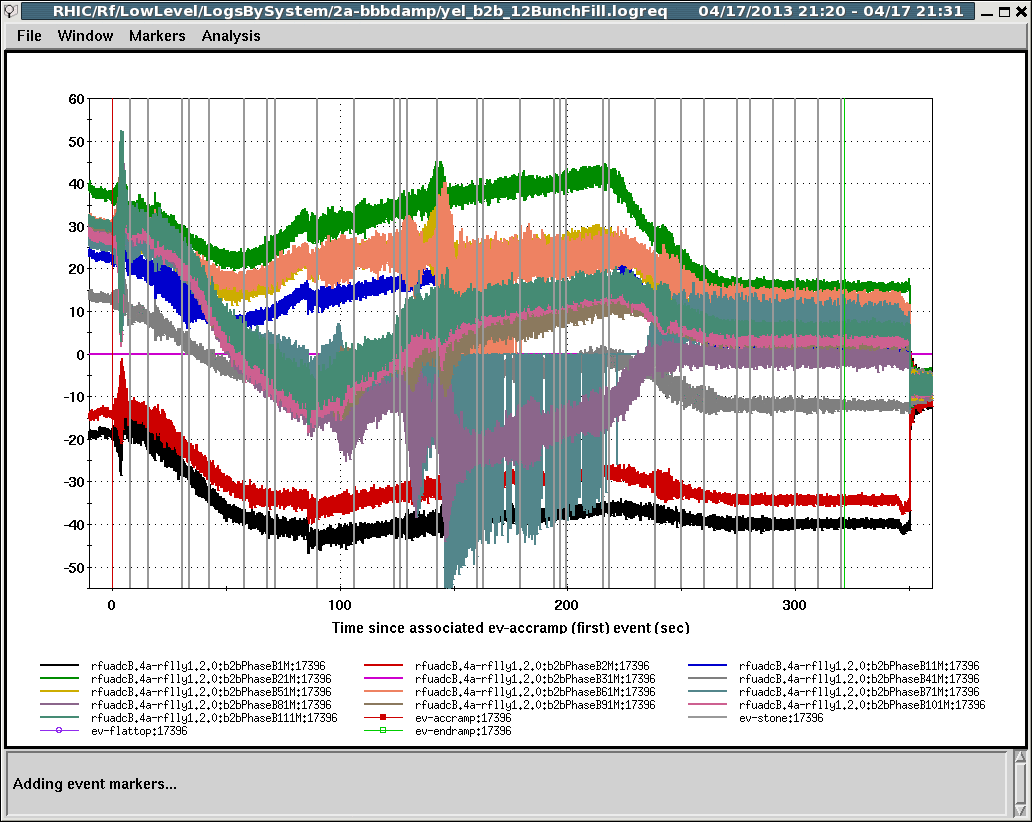 RHIC/Rf/LowLevel/LogsBySystem/2a-bbbdamp/yel_b2b_12BunchFill.logreq 04/17/2013 21:20 - 04/17 21:31
File Window Markers Analysis
60
50
40
30
20
10
0
-10
-20
-30
-40
-50
0 100 200 300
Time since associated ev-accramp (first) event (sec)
rfuadcB.4a-rflly1.2.0:b2bPhaseB1M:17396 rfuadcB.4a-rflly1.2.0:b2bPhaseB2M:17396 rfuadcB.4a-rflly1.2.0:b2bPhaseB11M:17396
rfuadcB.4a-rflly1.2.0:b2bPhaseB21M:17396 rfuadcB.4a-rflly1.2.0:b2bPhaseB31M:17396 rfuadcB.4a-rflly1.2.0:b2bPhaseB41M:17396
rfuadcB.4a-rflly1.2.0:b2bPhaseB51M:17396 rfuadcB.4a-rflly1.2.0:b2bPhaseB61M:17396 rfuadcB.4a-rflly1.2.0:b2bPhaseB71M:17396
rfuadcB.4a-rflly1.2.0:b2bPhaseB81M:17396 rfuadcB.4a-rflly1.2.0:b2bPhaseB91M:17396 rfuadcB.4a-rflly1.2.0:b2bPhaseB101M:17396
rfuadcB.4a-rflly1.2.0:b2bPhaseB111M:17396 ev-accramp:17396 ev-stone:17396
ev-flattop:17396 ev-endramp:17396
Adding event markers...